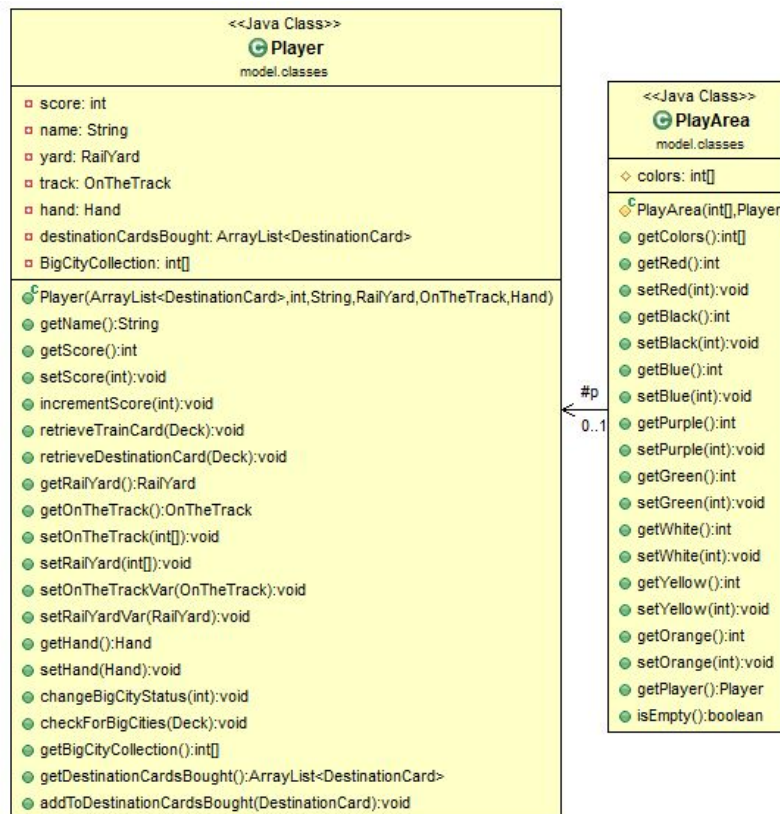 <<Java Class>>
Player
model.classes
score: int
name: String
yard: RailYard
track: OnTheTrack
hand: Hand
destinationCardsBought: ArrayList<DestinationCard>
BigCityCollection: int[]
Player(ArrayList<DestinationCard>,int,String,RailYard,OnTheTrack,Hand)
getName():String
getScore():int
setScore(int):void
incrementScore(int):void
retrieveTrainCard(Deck):void
retrieveDestinationCard(Deck):void
getRailYard():RailYard
getOnTheTrack():OnTheTrack
setOnTheTrack(int[]):void
setRailYard(int[]):void
setOnTheTrackVar(OnTheTrack):void
setRailYardVar(RailYard):void
getHand():Hand
setHand(Hand):void
changeBigCityStatus(int):void
checkForBigCities(Deck):void
getBigCityCollection():int[]
getDestinationCardsBought():ArrayList<DestinationCard>
addToDestinationCardsBought(DestinationCard):void
#p
0..1
<<Java Class>>
PlayArea
model.classes
colors: int[]
PlayArea(int[],Player
getColors():int[]
getRed():int
setRed(int):void
getBlack():int
setBlack(int):void
getBlue():int
setBlue(int):void
getPurple():int
setPurple(int):void
getGreen():int
setGreen(int):void
getWhite():int
setWhite(int):void
getYellow():int
setYellow(int):void
getOrange():int
setOrange(int):void
getPlayer():Player
isEmpty():boolean